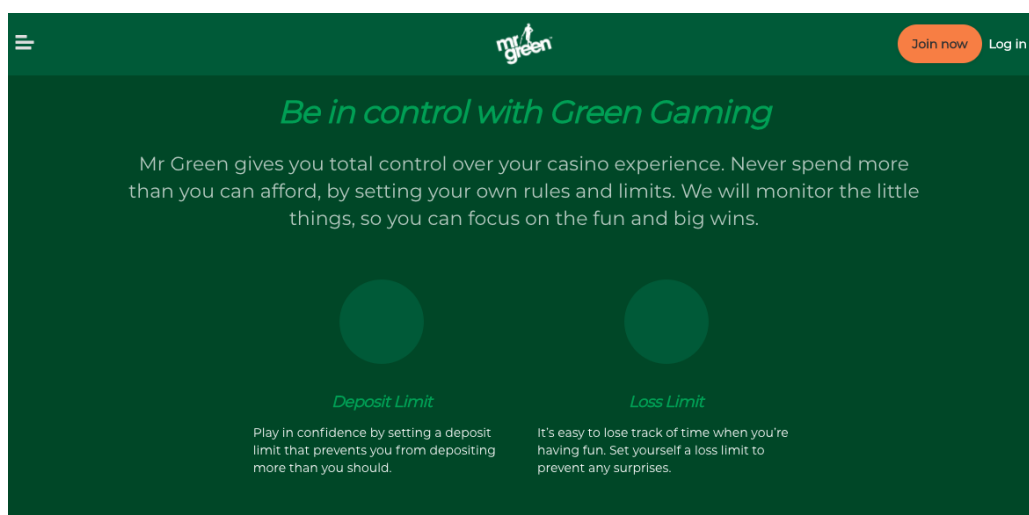 mr green
Join now
Log in
Be in control with Green Gaming
Mr Green gives you total control over your casino experience. Never spend more
than you can afford, by setting your own rules and limits. We will monitor the little
things, so you can focus on the fun and big wins.
Deposit Limit
Play in confidence by setting a deposit
limit that prevents you from depositing
more than you should.
Loss Limit
It's easy to lose track of time when you're
having fun. Set yourself a loss limit to
prevent any surprises.